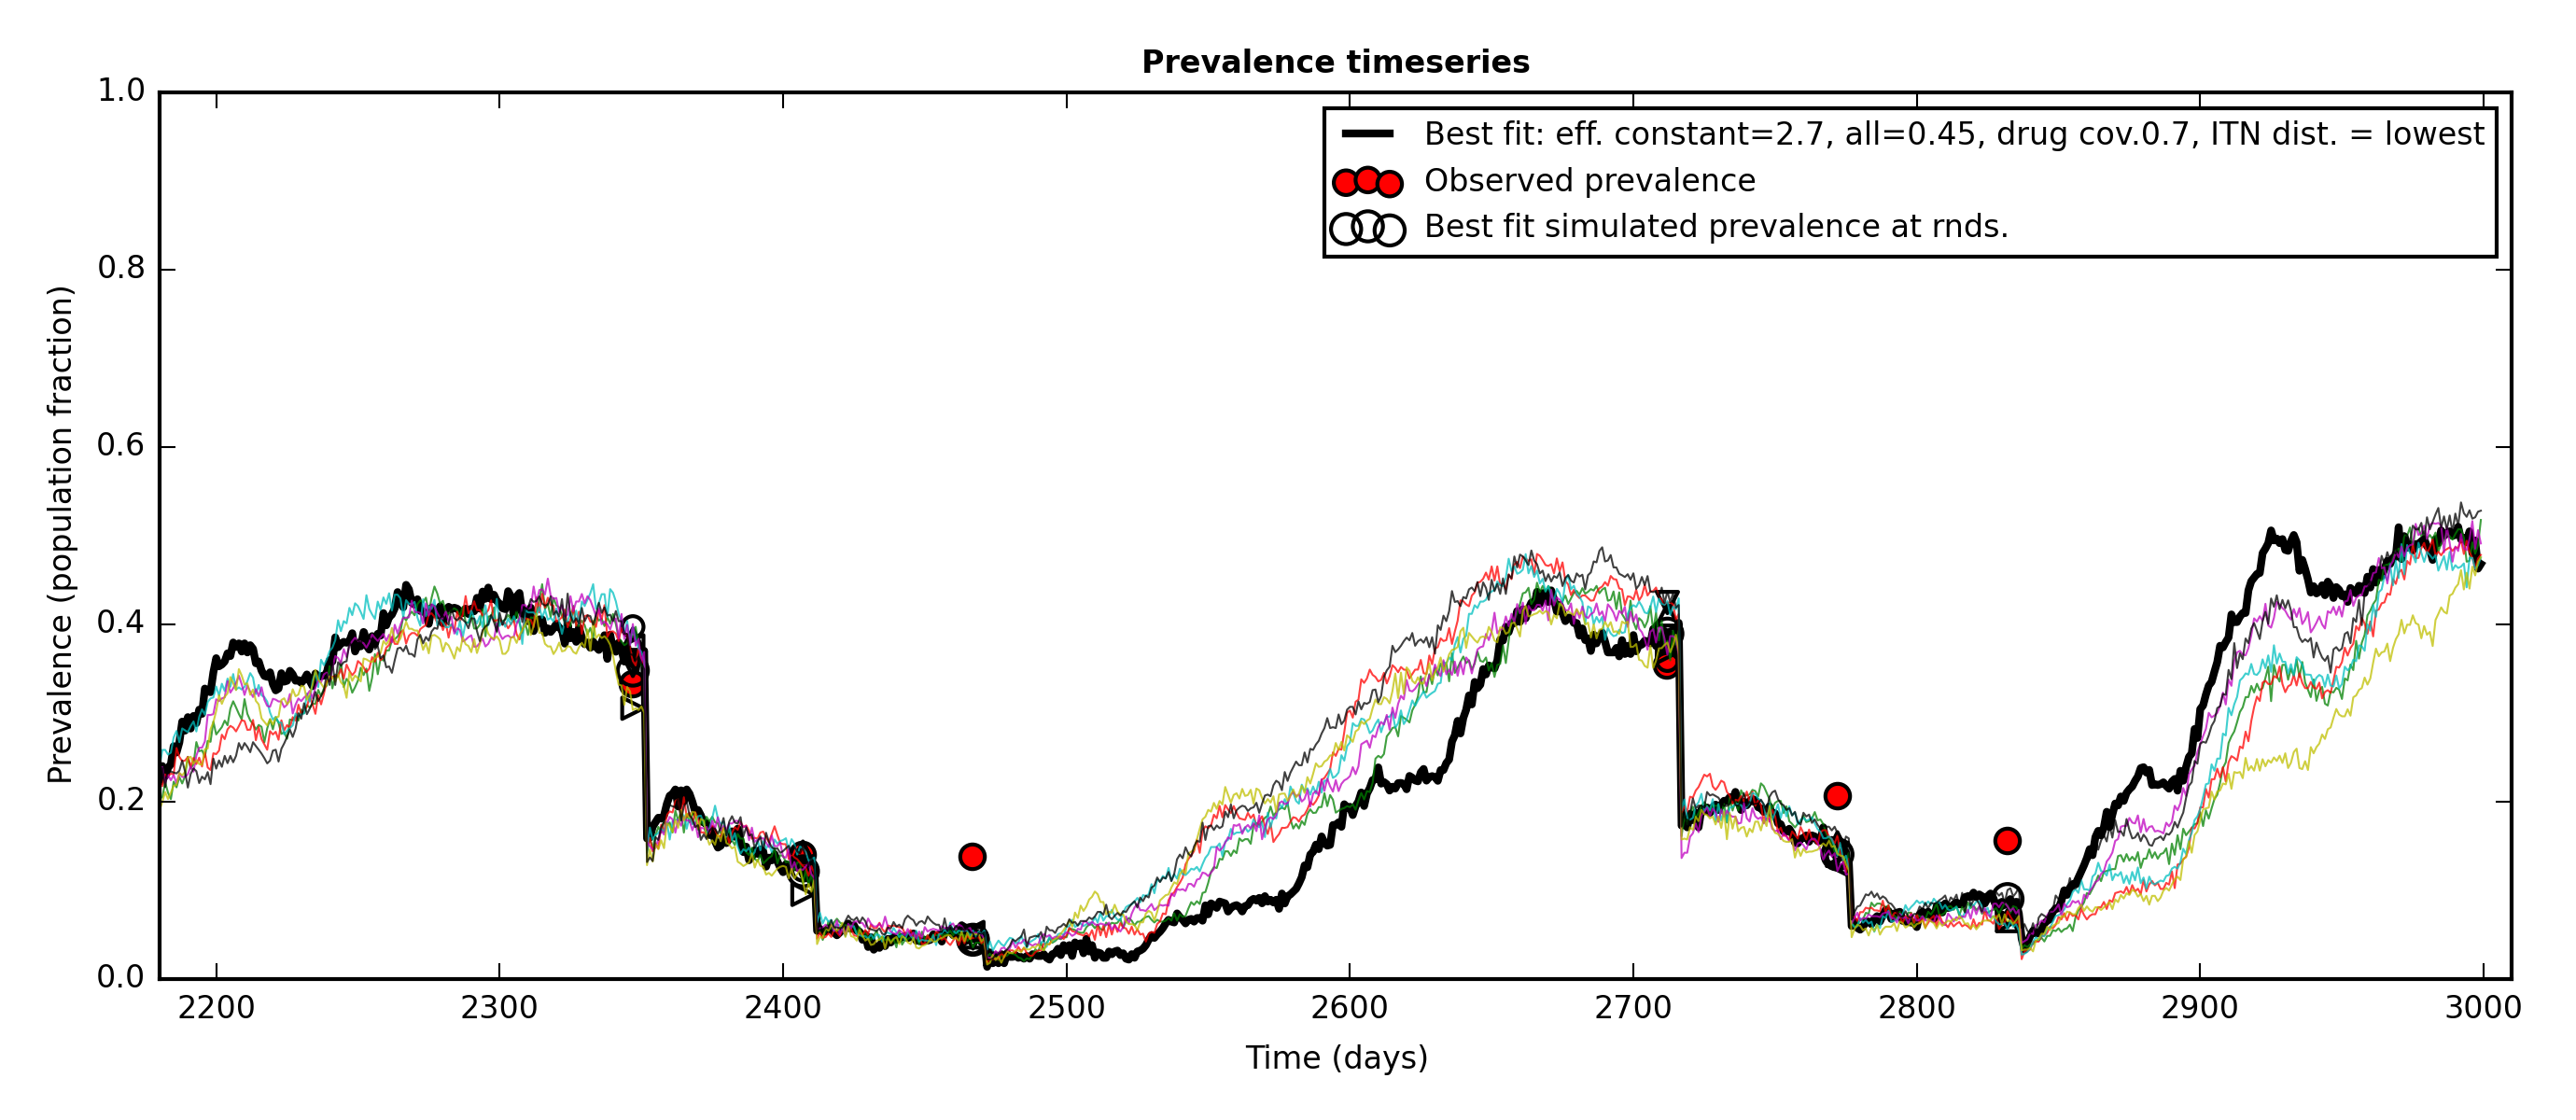 Prevalence timeseries
1.0
0.8
0.6
0.4
0.2
0.0
Prevalence (population fraction)
Best fit: eff. constant=2.7, all=0.45, drug cov.0.7, ITN dist. = lowest
Observed prevalence
Best fit simulated prevalence at rnds.
2200 2300 2400 2500 2600 2700 2800 2900 3000
Time (days)